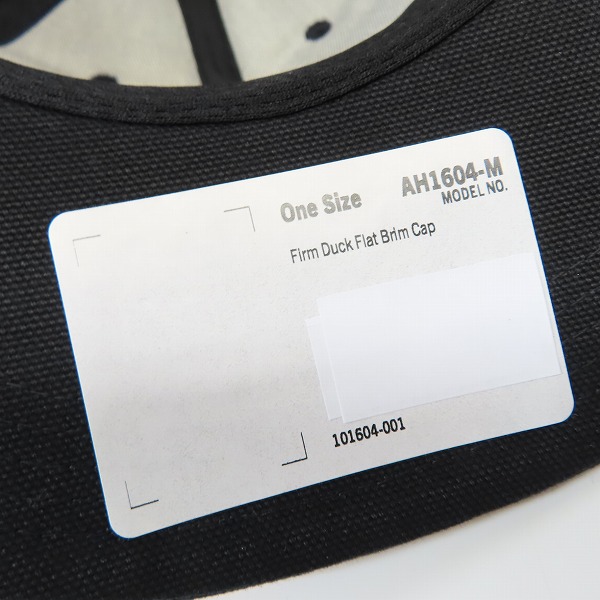 One Size
AH1604-M
MODEL NO.
Firm Duck Flat Brim Cap
101604-001